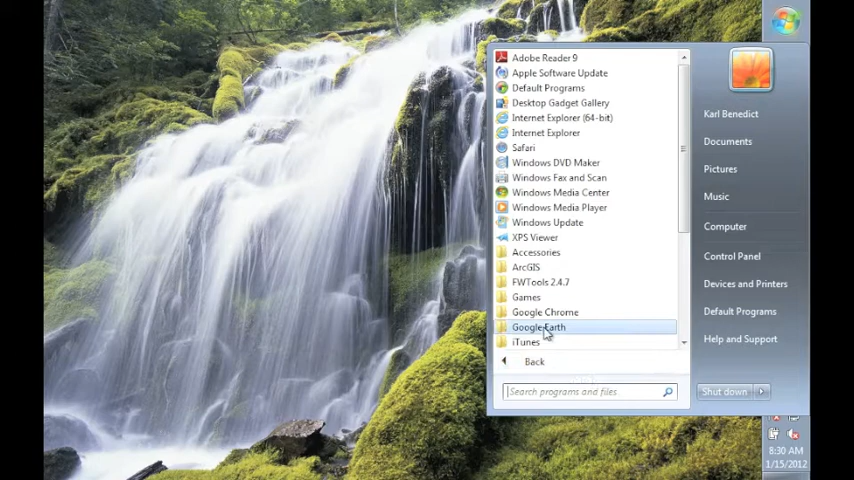 Adobe Reader 9
Apple Software Update
Default Programs
Desktop Gadget Gallery
Internet Explorer (64-bit)
Internet Explorer
Safari
Windows DVD Maker
Windows Fax and Scan
Windows Media Center
Windows Media Player
Windows Update
XPS Viewer
Accessories
ArcGIS
FWTools 2.4.7
Games
Google Chrome
Google Earth
iTunes
Back
Search programs and files
Karl Benedict
Documents
Pictures
Music
Computer
Control Panel
Devices and Printers
Default Programs
Help and Support
Shut down
8:30 AM
1/15/2012